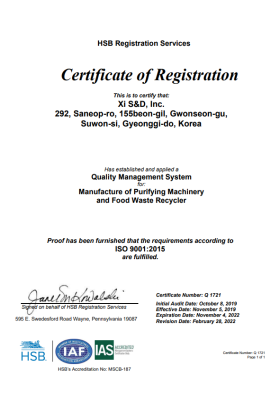 HSB Registration Services
Certificate of Registration
This is to certify that:
Xi S&D, Inc.
292, Saneop-ro, 155beon-gil, Gwonseon-gu,
Suwon-si, Gyeonggi-do, Korea
Has established and applied a
Quality Management System
for:
Manufacture of Purifying Machinery
and Food Waste Recycler
Proof has been furnished that the requirements according to
ISO 9001:2015
are fulfilled.
Signed on behalf of HSB Registration Services
595 E. Swedesford Road Wayne, Pennsylvania 19087
Certificate Number: Q 1721
Initial Audit Date: October 8, 2019
Effective Date: November 5, 2019
Expiration Date: November 4, 2022
Revision Date: February 28, 2022
HSB
IAF
IAS
ACCREDITED
Certificate Number: Q 1721
Page 1 of 1
HSB's Accreditation No: MSCB-187